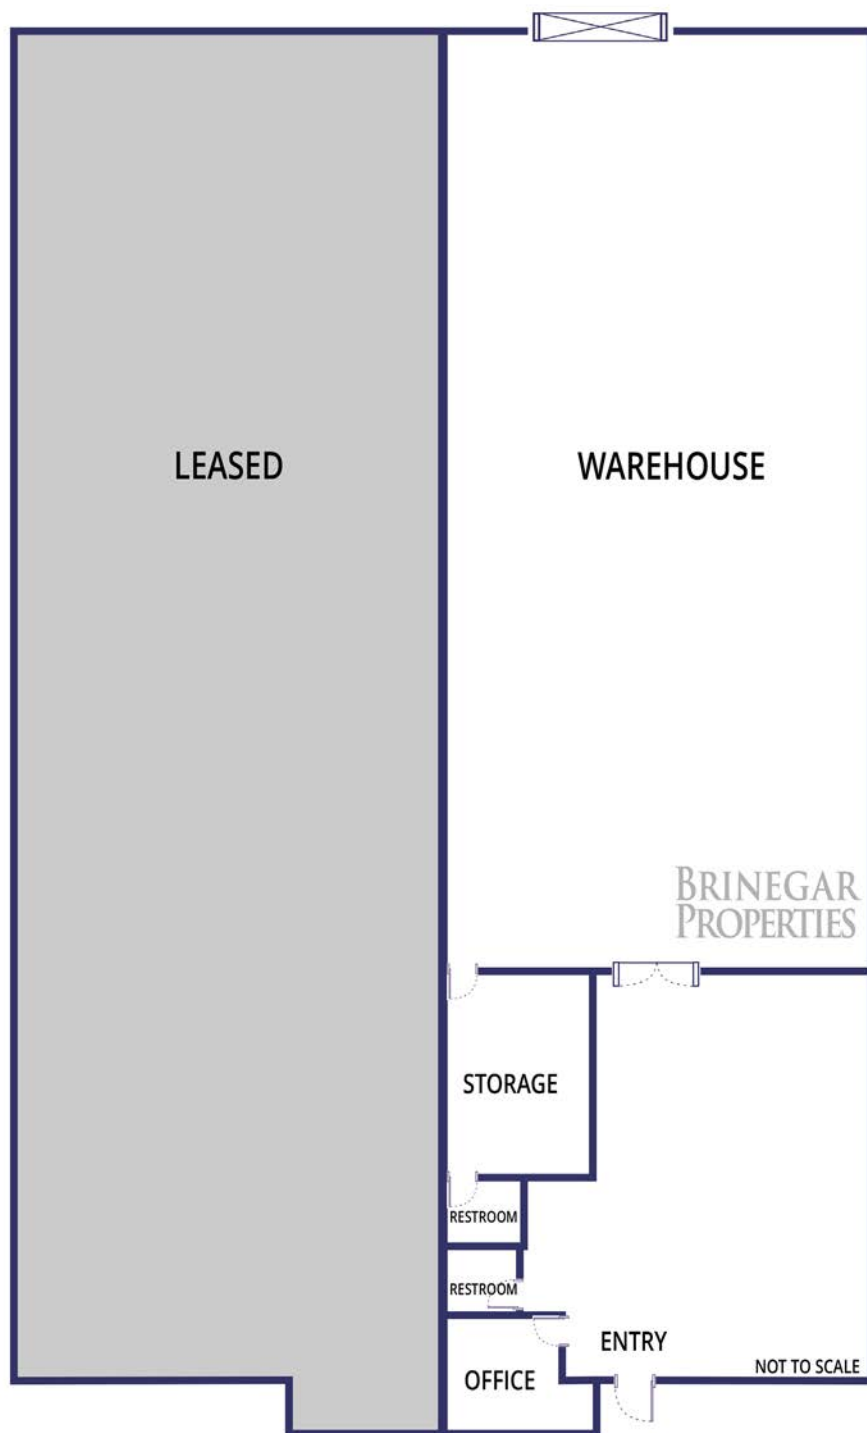 LEASED
WAREHOUSE
BRINEGAR
PROPERTIES
STORAGE
RESTROOM
RESTROOM
ENTRY
NOT TO SCALE
OFFICE